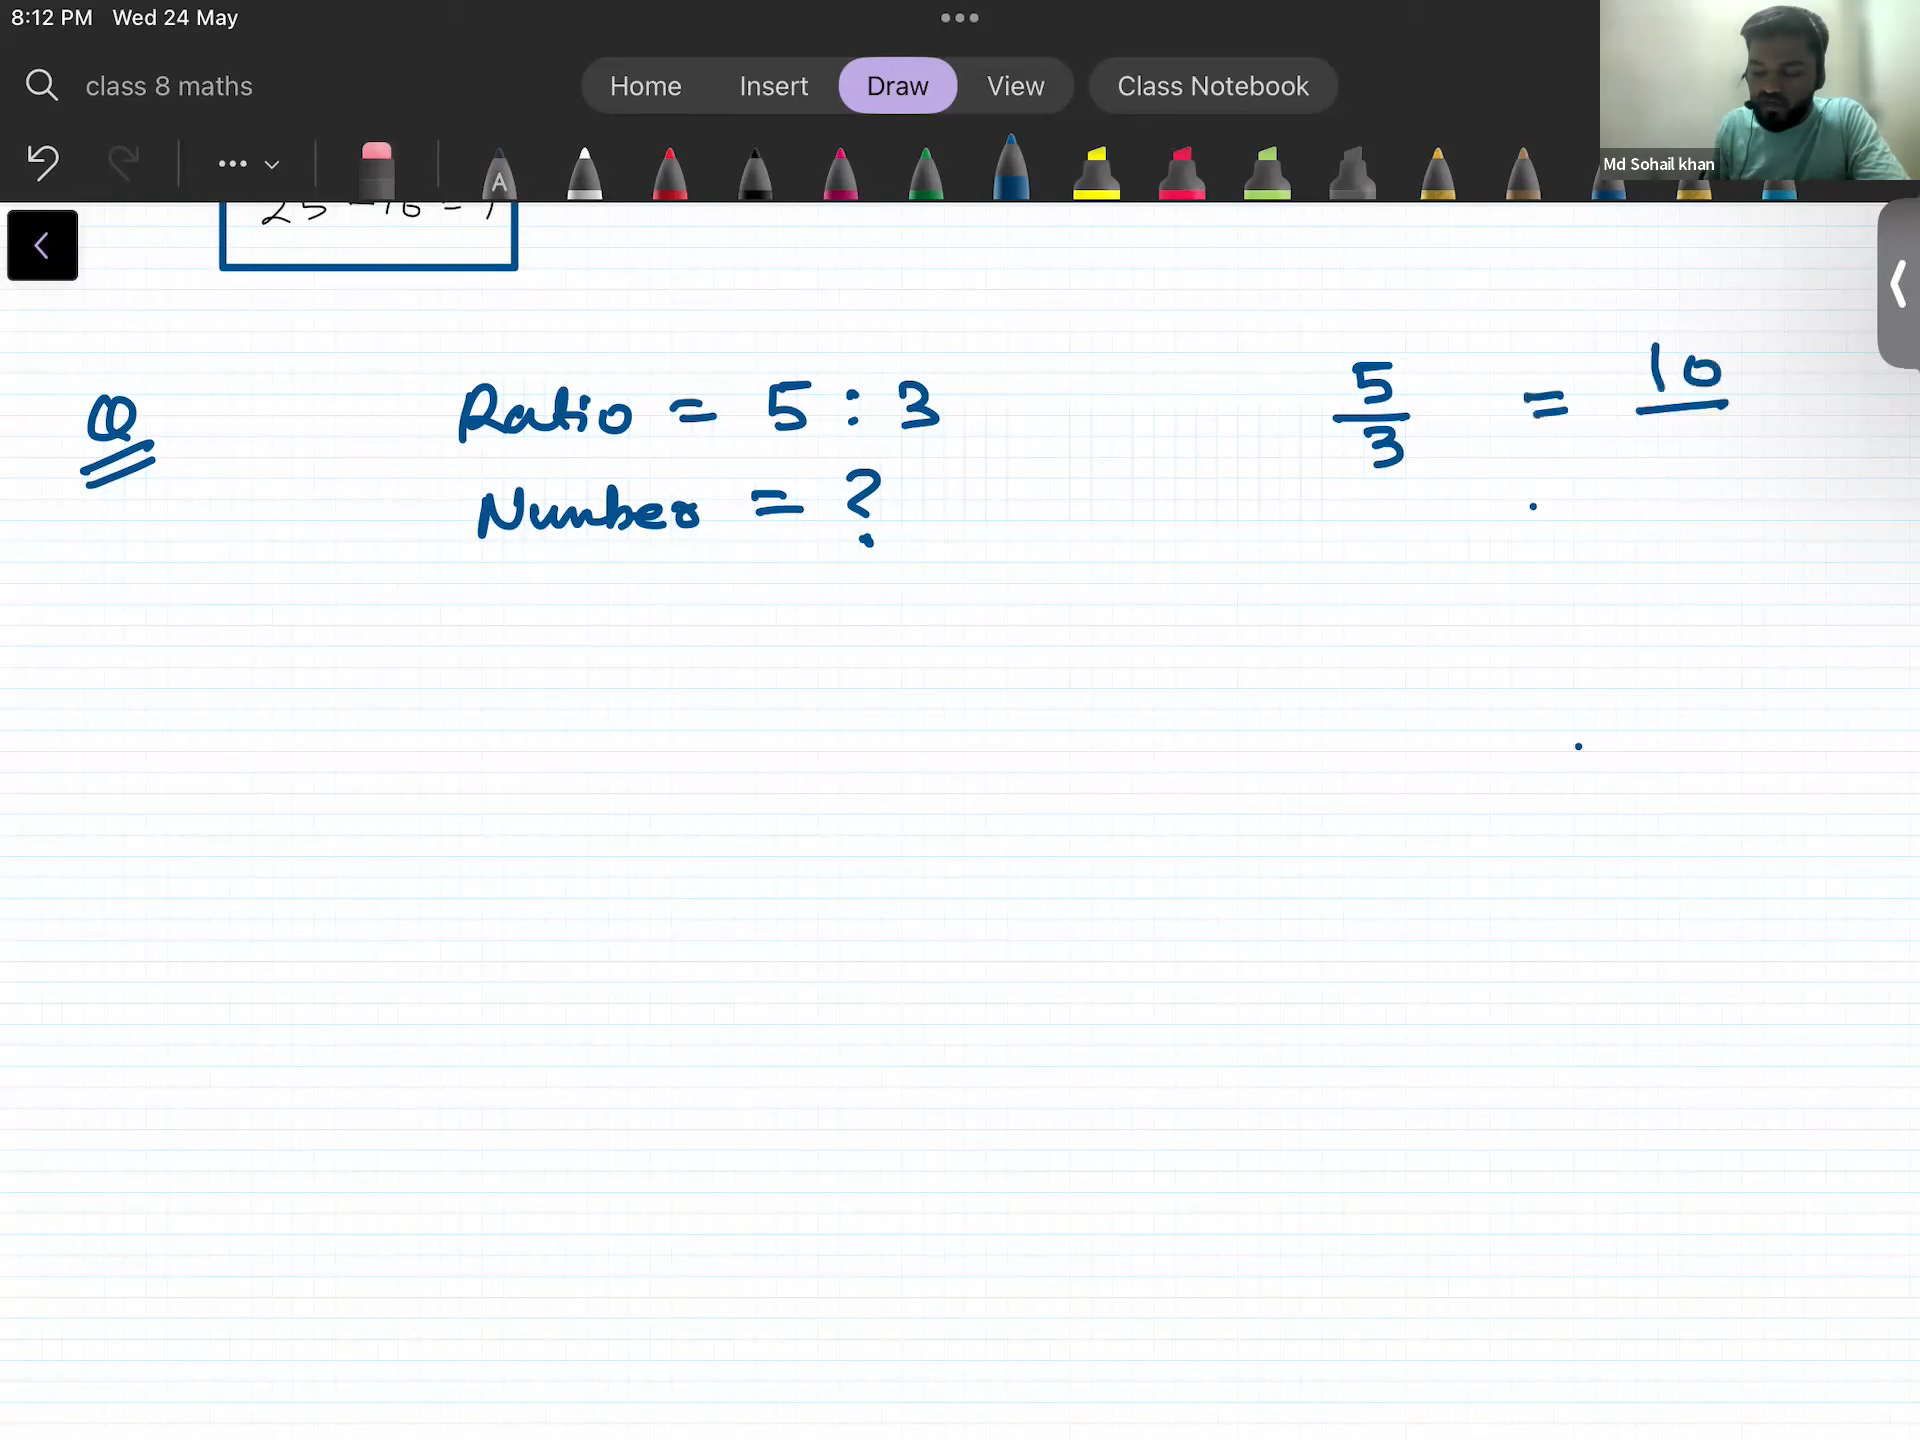 8:12 PM Wed 24 May
class 8 maths
Home Insert Draw View Class Notebook
A
Md Sohail khan
Q
Ratio = 5 : 3
Number = ?
5/3 = 10/